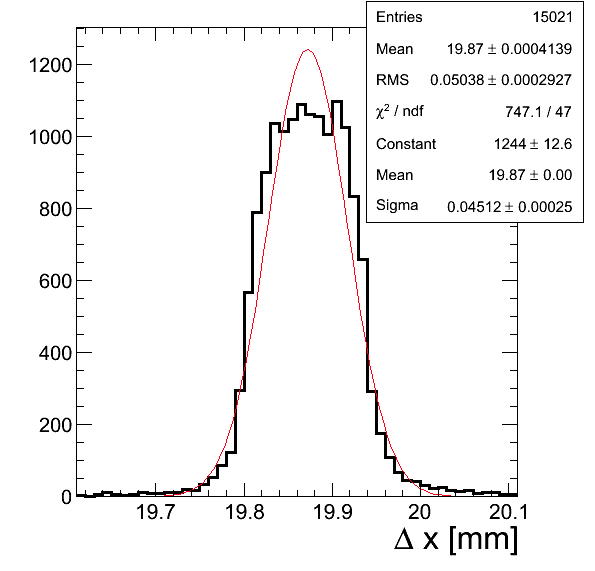 Entries 15021
Mean 19.87 ± 0.0004139
RMS 0.05038 ± 0.0002927
χ² / ndf 747.1 / 47
Constant 1244 ± 12.6
Mean 19.87 ± 0.00
Sigma 0.04512 ± 0.00025
1200
1000
800
600
400
200
0
19.7 19.8 19.9 20 20.1
Δ x [mm]